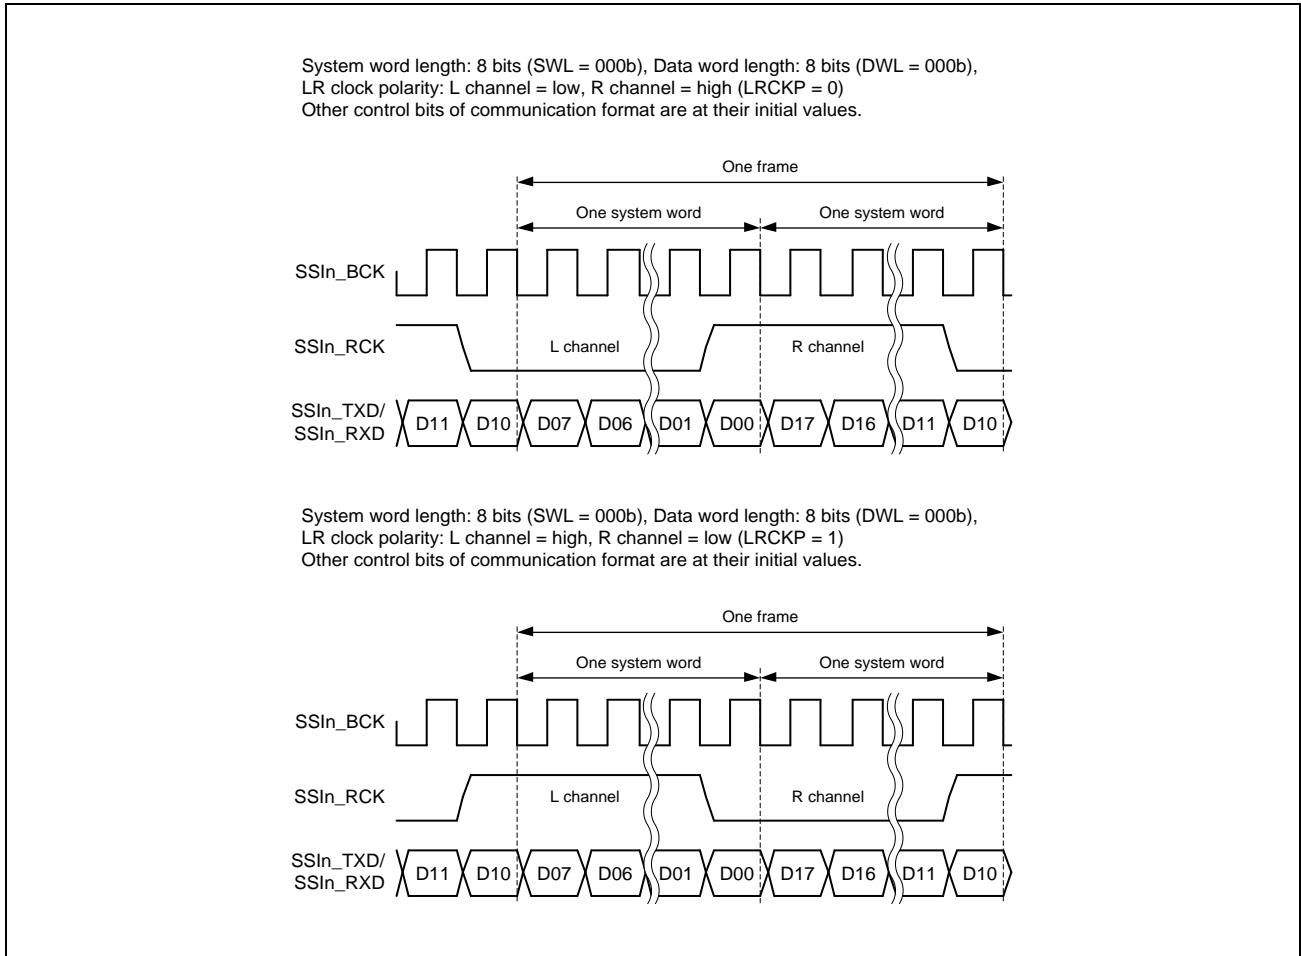 System word length: 8 bits (SWL = 000b), Data word length: 8 bits (DWL = 000b),
LR clock polarity: L channel = low, R channel = high (LRCKP = 0)
Other control bits of communication format are at their initial values.
One frame
One system word One system word
SSIn_BCK
SSIn_RCK L channel R channel
SSIn_TXD/
SSIn_RXD D11 D10 D07 D06 D01 D00 D17 D16 D11 D10
System word length: 8 bits (SWL = 000b), Data word length: 8 bits (DWL = 000b),
LR clock polarity: L channel = high, R channel = low (LRCKP = 1)
Other control bits of communication format are at their initial values.
One frame
One system word One system word
SSIn_BCK
SSIn_RCK L channel R channel
SSIn_TXD/
SSIn_RXD D11 D10 D07 D06 D01 D00 D17 D16 D11 D10